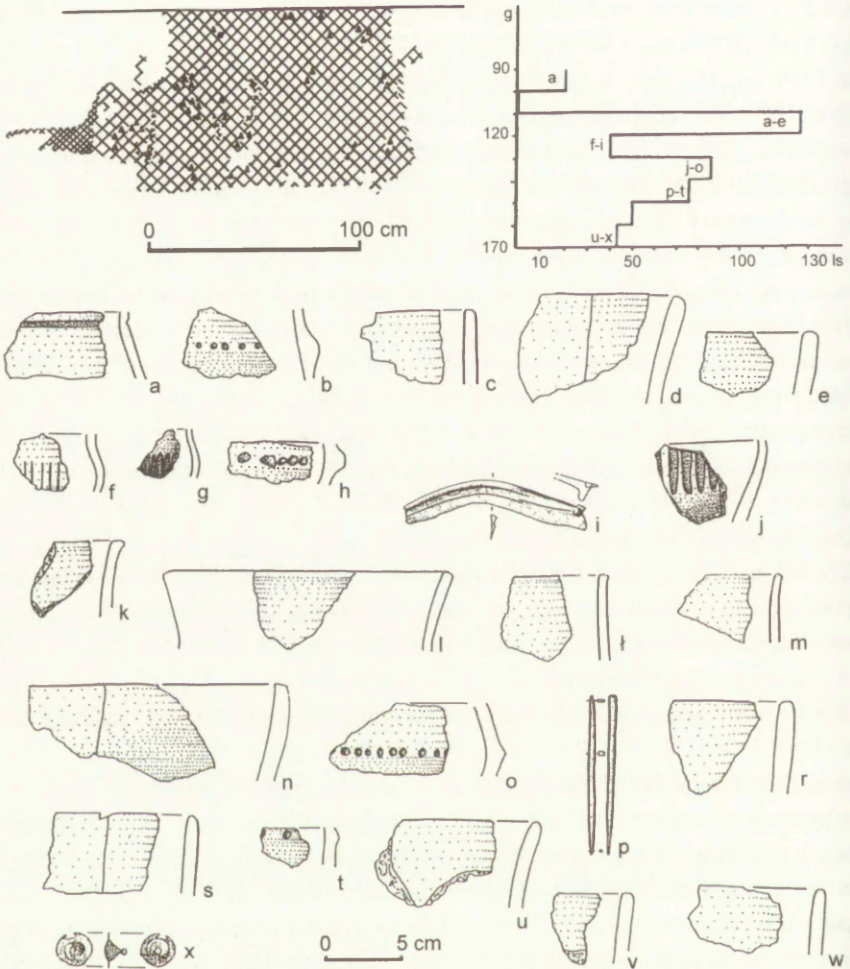 g
90
a
a-e
120
f-i
j-o
p-t
u-x
170
10 50 100 130 ls
0 100 cm
a b c d e
f g h i j
k l ł m
n o p r
s t u v w
x
0 5 cm